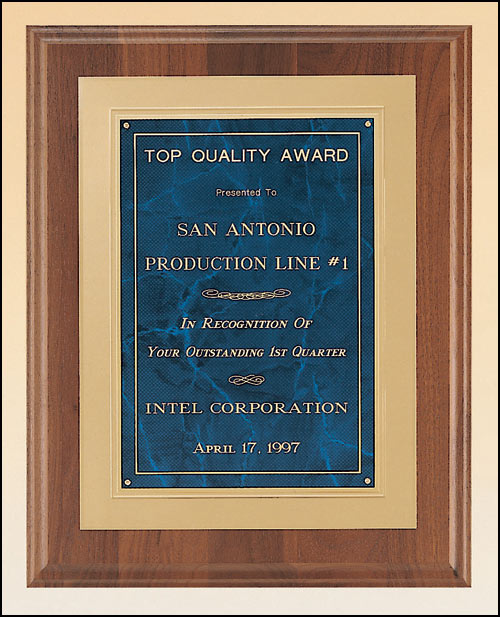 TOP QUALITY AWARD
Presented To
SAN ANTONIO
PRODUCTION LINE #1
IN RECOGNITION OF
YOUR OUTSTANDING 1ST QUARTER
INTEL CORPORATION
APRIL 17, 1997